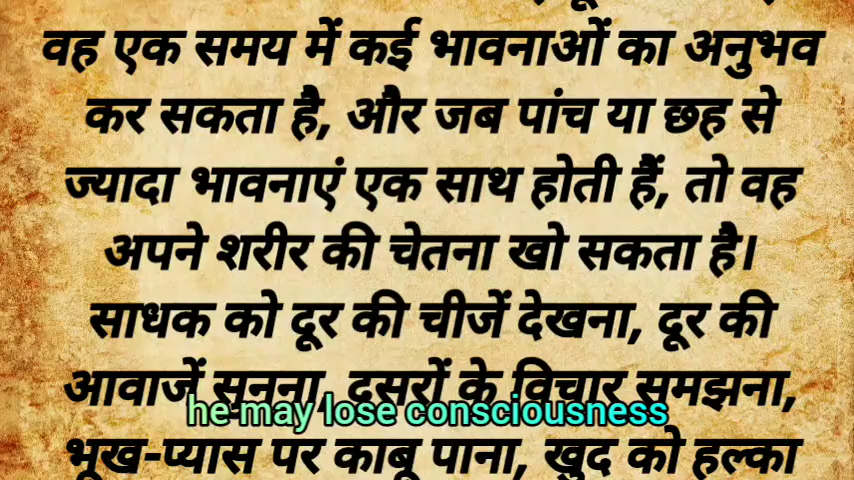 वह एक समय में कई भावनाओं का अनुभव
कर सकता है, और जब पांच या छह से
ज्यादा भावनाएं एक साथ होती हैं, तो वह
अपने शरीर की चेतना खो सकता है।
साधक को दूर की चीजें देखना, दूर की
आवाजें सुनना, दूसरों के विचार समझना,
he may lose consciousness
भूख-प्यास पर काबू पाना, खुद को हल्का